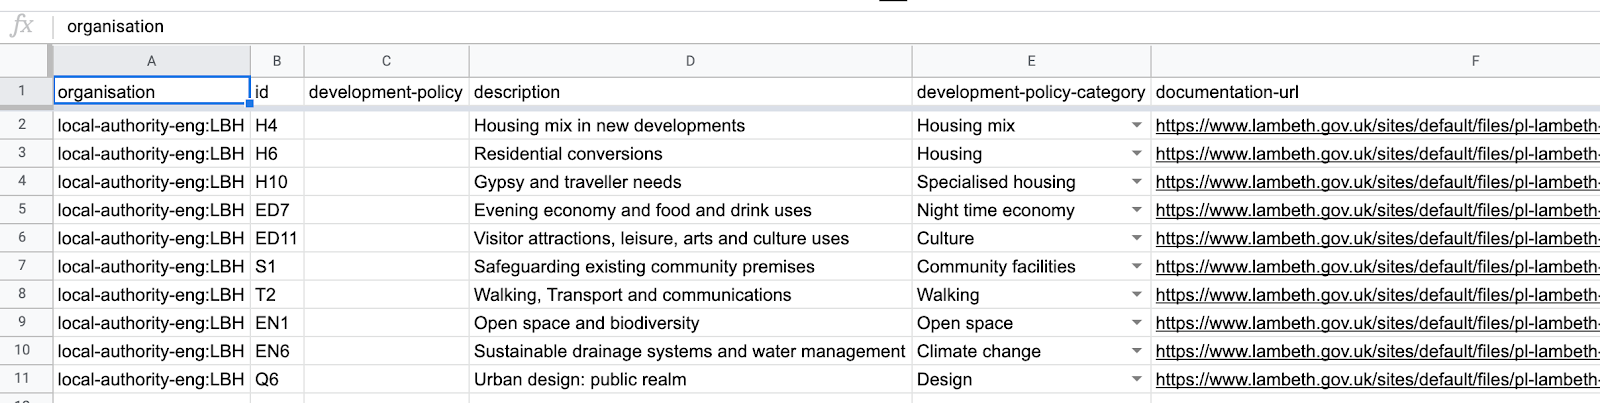 fx organisation
A B C D E F
1 organisation id development-policy description development-policy-category documentation-url
2 local-authority-eng:LBH H4 Housing mix in new developments Housing mix https://www.lambeth.gov.uk/sites/default/files/pl-lambeth-
3 local-authority-eng:LBH H6 Residential conversions Housing https://www.lambeth.gov.uk/sites/default/files/pl-lambeth-
4 local-authority-eng:LBH H10 Gypsy and traveller needs Specialised housing https://www.lambeth.gov.uk/sites/default/files/pl-lambeth-
5 local-authority-eng:LBH ED7 Evening economy and food and drink uses Night time economy https://www.lambeth.gov.uk/sites/default/files/pl-lambeth-
6 local-authority-eng:LBH ED11 Visitor attractions, leisure, arts and culture uses Culture https://www.lambeth.gov.uk/sites/default/files/pl-lambeth-
7 local-authority-eng:LBH S1 Safeguarding existing community premises Community facilities https://www.lambeth.gov.uk/sites/default/files/pl-lambeth-
8 local-authority-eng:LBH T2 Walking, Transport and communications Walking https://www.lambeth.gov.uk/sites/default/files/pl-lambeth-
9 local-authority-eng:LBH EN1 Open space and biodiversity Open space https://www.lambeth.gov.uk/sites/default/files/pl-lambeth-
10 local-authority-eng:LBH EN6 Sustainable drainage systems and water management Climate change https://www.lambeth.gov.uk/sites/default/files/pl-lambeth-
11 local-authority-eng:LBH Q6 Urban design: public realm Design https://www.lambeth.gov.uk/sites/default/files/pl-lambeth-